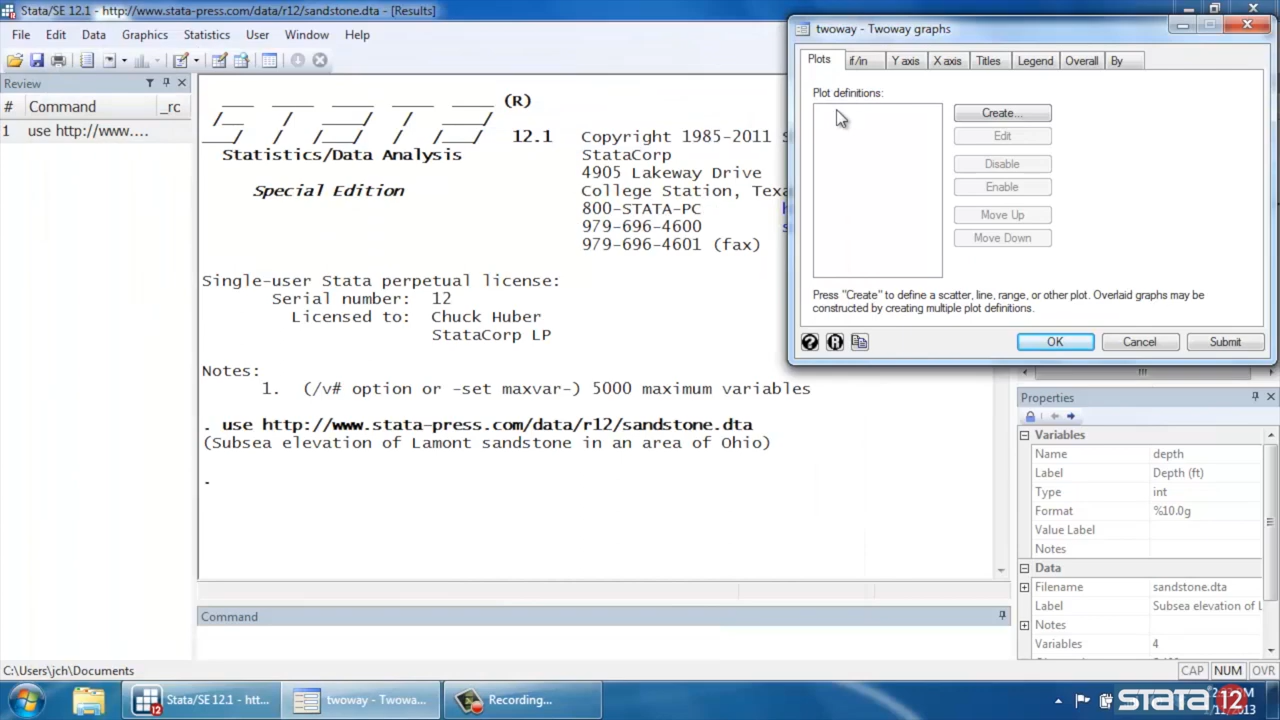 Stata/SE 12.1 - http://www.stata-press.com/data/r12/sandstone.dta - [Results]
File Edit Data Graphics Statistics User Window Help
Review
# Command _rc
1 use http://www....
(R)
STATA
12.1 Copyright 1985-2011
Statistics/Data Analysis StataCorp
4905 Lakeway Drive
Special Edition College Station, Texa
800-STATA-PC
979-696-4600
979-696-4601 (fax)
Single-user Stata perpetual license:
Serial number: 12
Licensed to: Chuck Huber
StataCorp LP
Notes:
1. (/v# option or -set maxvar-) 5000 maximum variables
. use http://www.stata-press.com/data/r12/sandstone.dta
(Subsea elevation of Lamont sandstone in an area of Ohio)
.
Command
twoway - Twoway graphs
Plots if/in Y axis X axis Titles Legend Overall By
Plot definitions:
Create...
Edit
Disable
Enable
Move Up
Move Down
Press "Create" to define a scatter, line, range, or other plot. Overlaid graphs may be
constructed by creating multiple plot definitions.
OK Cancel Submit
Properties
Variables
Name depth
Label Depth (ft)
Type int
Format %10.0g
Value Label
Notes
Data
Filename sandstone.dta
Label Subsea elevation of L
Notes
Variables 4
C:\Users\jch\Documents
CAP NUM OVR
Stata/SE 12.1 - htt...
twoway - Twowa...
Recording...
STATA 12